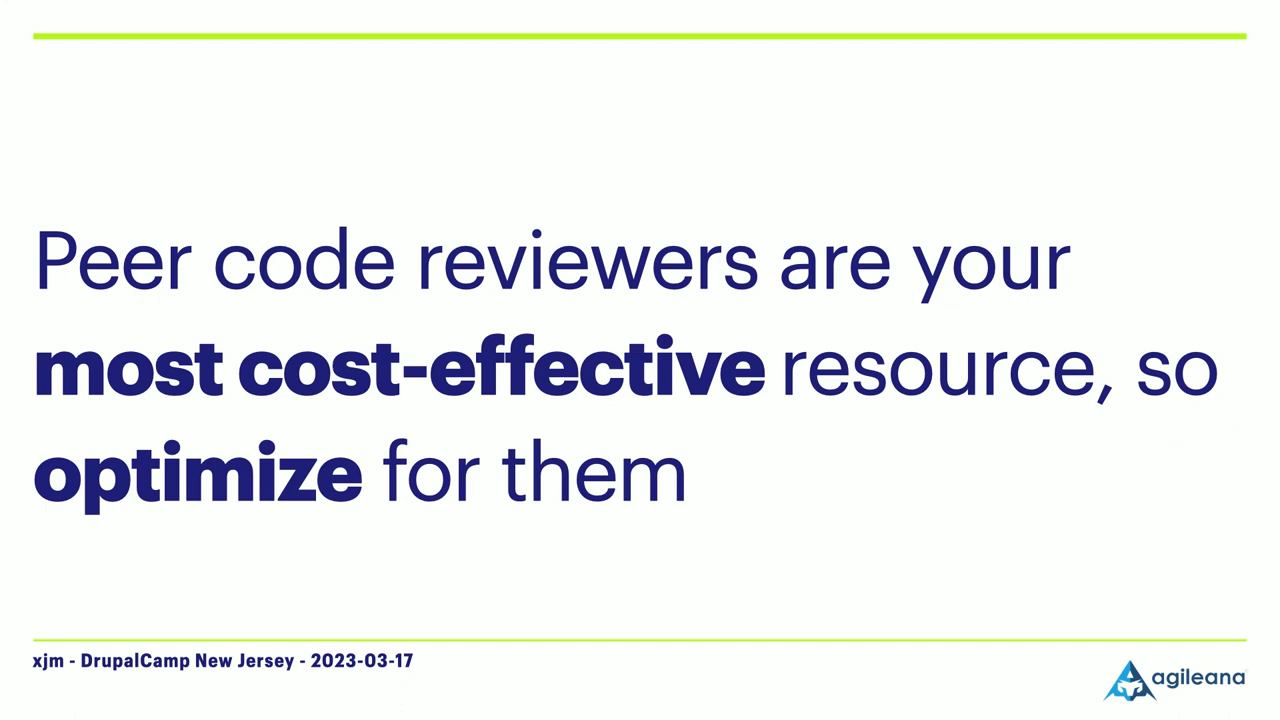 Peer code reviewers are your
most cost-effective resource, so
optimize for them
xjm - DrupalCamp New Jersey - 2023-03-17
agileana